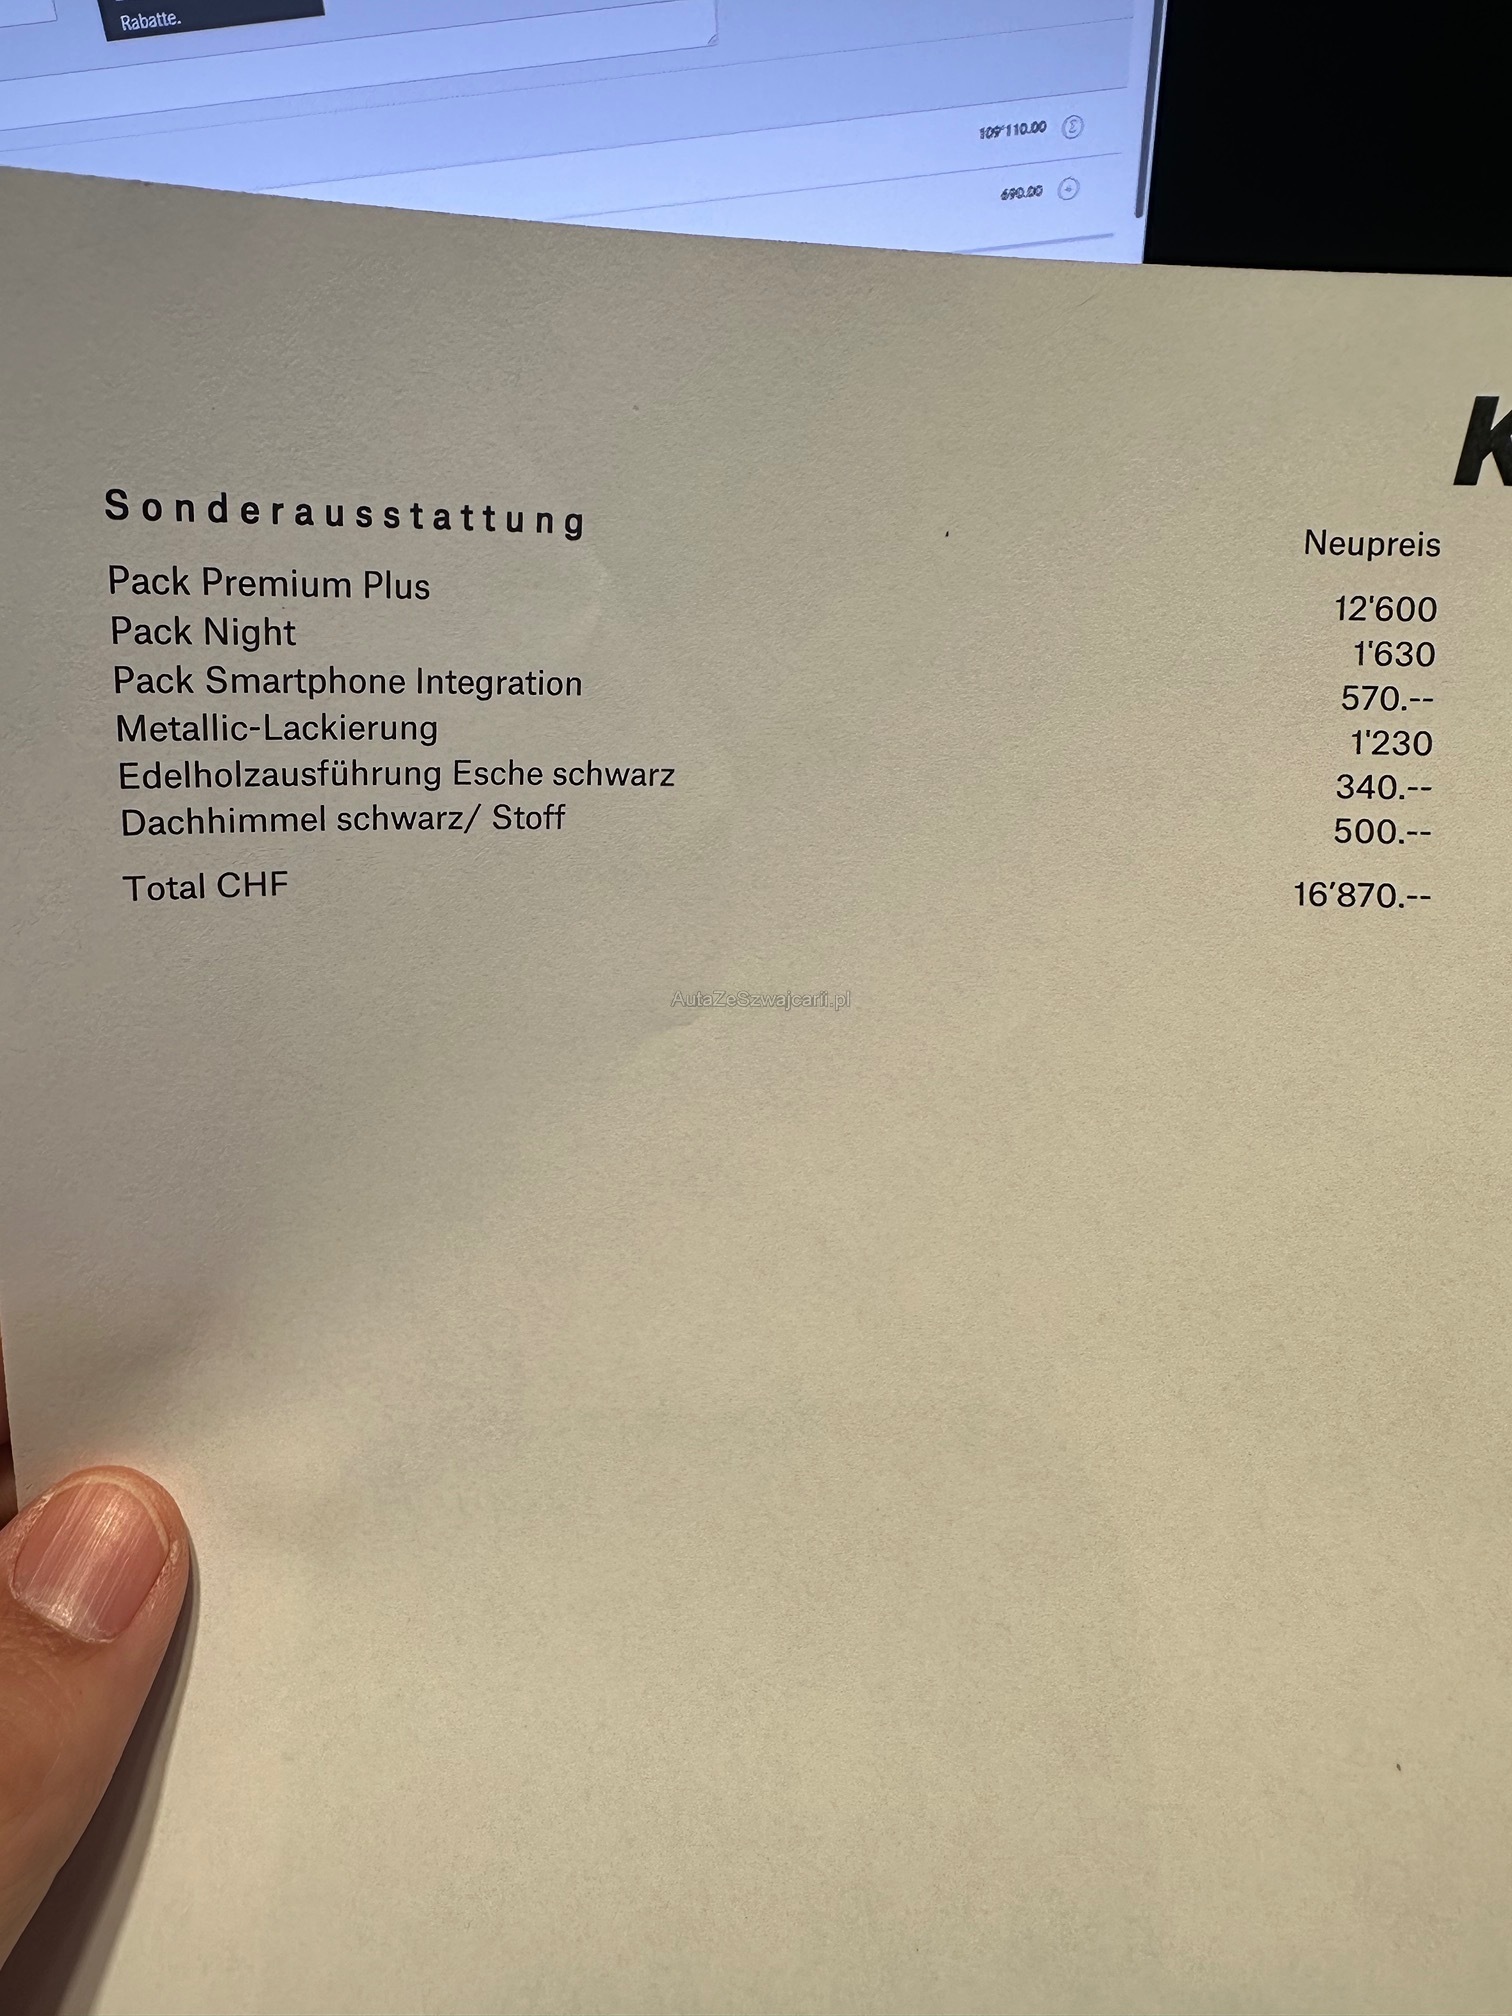 Rabatte.
109'110.00
690.00
Sonderausstattung Neupreis
Pack Premium Plus 12'600
Pack Night 1'630
Pack Smartphone Integration 570.--
Metallic-Lackierung 1'230
Edelholzausführung Esche schwarz 340.--
Dachhimmel schwarz/ Stoff 500.--
Total CHF 16'870.--
AutaZeSzwajcarii.pl